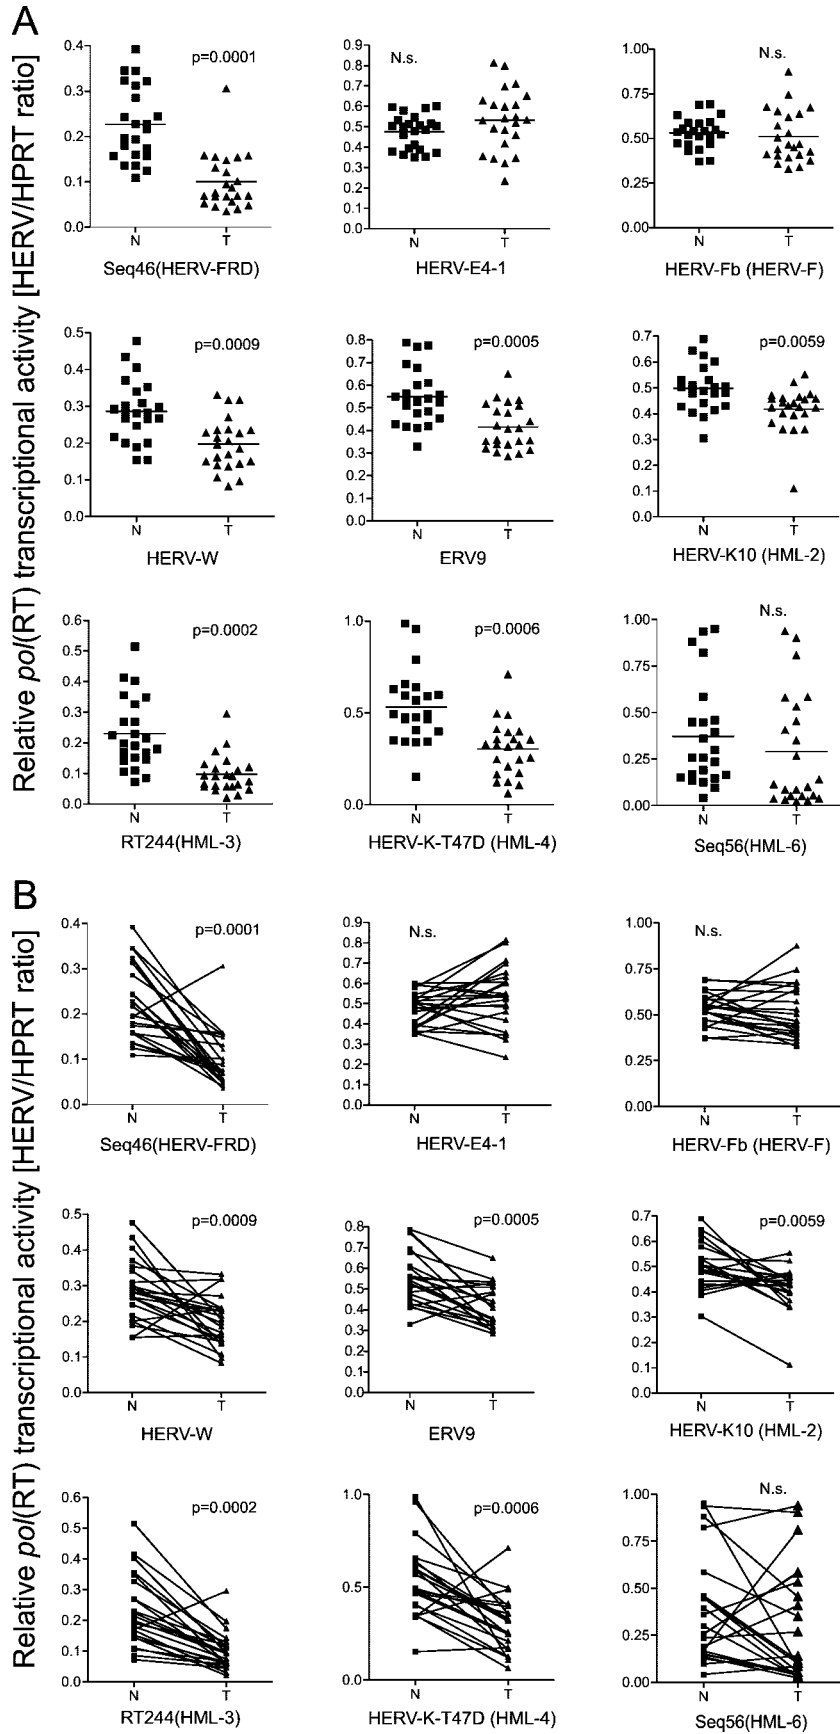 A
Relative pol(RT) transcriptional activity [HERV/HPRT ratio]
0.4
0.3
0.2
0.1
0.0
p=0.0001
N T
Seq46(HERV-FRD)
0.9
0.8
0.7
0.6
0.5
0.4
0.3
0.2
0.1
0.0
N.s.
N T
HERV-E4-1
1.00
0.75
0.50
0.25
0.00
N.s.
N T
HERV-Fb (HERV-F)
0.5
0.4
0.3
0.2
0.1
0.0
p=0.0009
N T
HERV-W
0.8
0.7
0.6
0.5
0.4
0.3
0.2
0.1
0.0
p=0.0005
N T
ERV9
0.7
0.6
0.5
0.4
0.3
0.2
0.1
0.0
p=0.0059
N T
HERV-K10 (HML-2)
0.6
0.5
0.4
0.3
0.2
0.1
0.0
p=0.0002
N T
RT244(HML-3)
1.0
0.5
0.0
p=0.0006
N T
HERV-K-T47D (HML-4)
1.00
0.75
0.50
0.25
0.00
N.s.
N T
Seq56(HML-6)
B
Relative pol(RT) transcriptional activity [HERV/HPRT ratio]
0.4
0.3
0.2
0.1
0.0
p=0.0001
N T
Seq46(HERV-FRD)
0.9
0.8
0.7
0.6
0.5
0.4
0.3
0.2
0.1
0.0
N.s.
N T
HERV-E4-1
1.00
0.75
0.50
0.25
0.00
N.s.
N T
HERV-Fb (HERV-F)
0.5
0.4
0.3
0.2
0.1
0.0
p=0.0009
N T
HERV-W
0.8
0.7
0.6
0.5
0.4
0.3
0.2
0.1
0.0
p=0.0005
N T
ERV9
0.7
0.6
0.5
0.4
0.3
0.2
0.1
0.0
p=0.0059
N T
HERV-K10 (HML-2)
0.6
0.5
0.4
0.3
0.2
0.1
0.0
p=0.0002
N T
RT244(HML-3)
1.0
0.5
0.0
p=0.0006
N T
HERV-K-T47D (HML-4)
1.00
0.75
0.50
0.25
0.00
N.s.
N T
Seq56(HML-6)